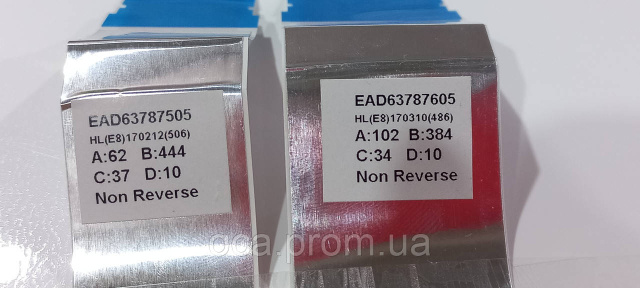 EAD63787505
HL(E8)170212(506)
A:62 B:444
C:37 D:10
Non Reverse
EAD63787605
HL(E8)170310(486)
A:102 B:384
C:34 D:10
Non Reverse
oca.prom.ua